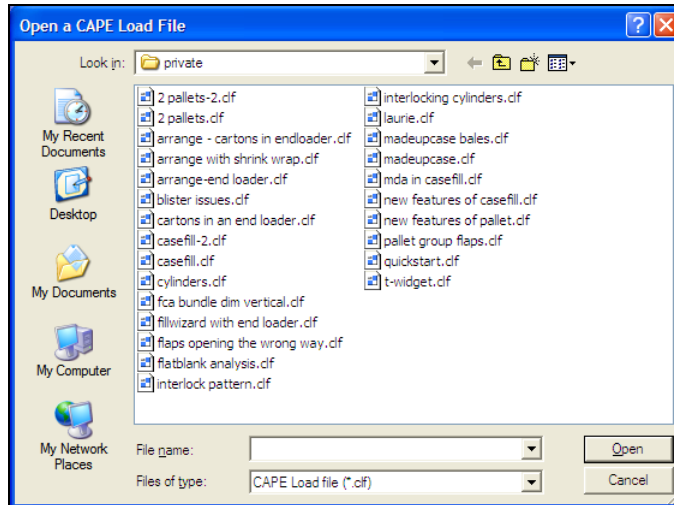 Open a CAPE Load File
Look in: private
My Recent
Documents
Desktop
My Documents
My Computer
My Network
Places
2 pallets-2.clf
2 pallets.clf
arrange - cartons in endloader.clf
arrange with shrink wrap.clf
arrange-end loader.clf
blister issues.clf
cartons in an end loader.clf
casefill-2.clf
casefill.clf
cylinders.clf
fca bundle dim vertical.clf
fillwizard with end loader.clf
flaps opening the wrong way.clf
flatblank analysis.clf
interlock pattern.clf
interlocking cylinders.clf
laurie.clf
madeupcase bales.clf
madeupcase.clf
mda in casefill.clf
new features of casefill.clf
new features of pallet.clf
pallet group flaps.clf
quickstart.clf
t-widget.clf
File name:
Open
Files of type: CAPE Load file (*.clf)
Cancel